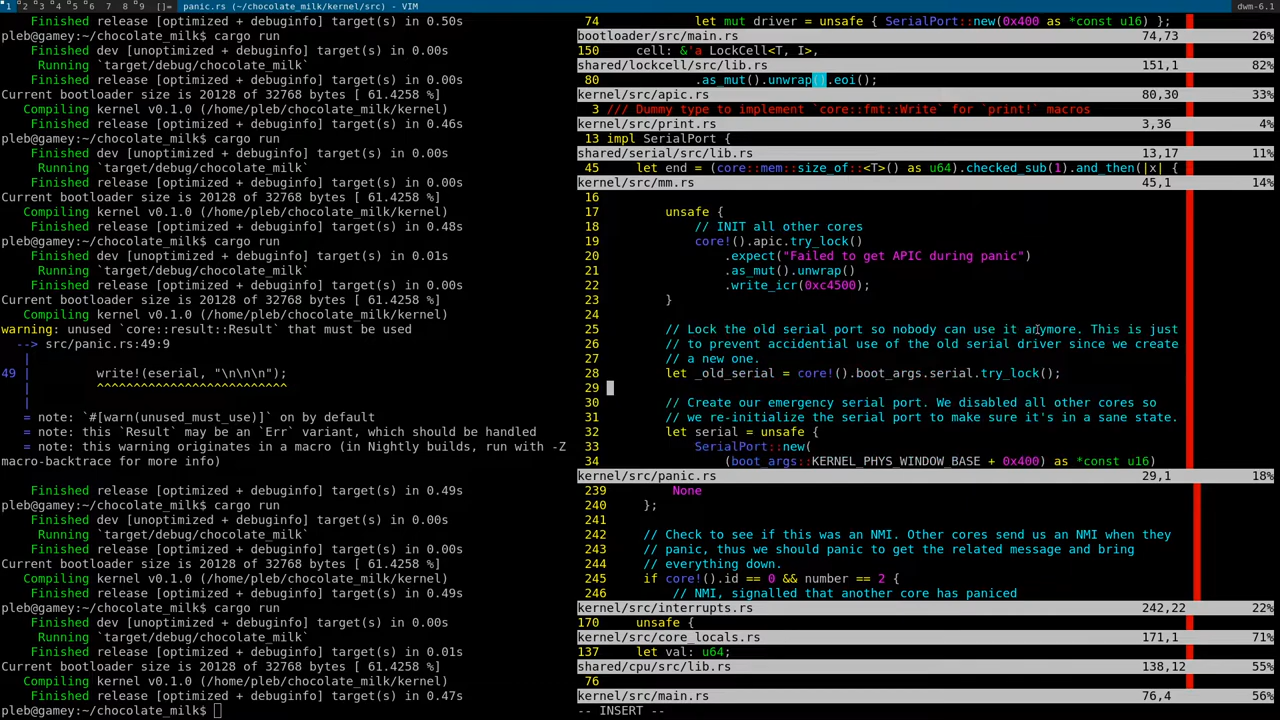 1 2 3 4 5 6 7 8 9 []= panic.rs (~/chocolate_milk/kernel/src) - VIM dwm-6.1
Finished release [optimized + debuginfo] target(s) in 0.50s
pleb@gamey:~/chocolate_milk$ cargo run
Finished dev [unoptimized + debuginfo] target(s) in 0.00s
Running `target/debug/chocolate_milk`
Finished release [optimized + debuginfo] target(s) in 0.00s
Current bootloader size is 20128 of 32768 bytes [ 61.4258 %]
Compiling kernel v0.1.0 (/home/pleb/chocolate_milk/kernel)
Finished release [optimized + debuginfo] target(s) in 0.46s
pleb@gamey:~/chocolate_milk$ cargo run
Finished dev [unoptimized + debuginfo] target(s) in 0.00s
Running `target/debug/chocolate_milk`
Finished release [optimized + debuginfo] target(s) in 0.00s
Current bootloader size is 20128 of 32768 bytes [ 61.4258 %]
Compiling kernel v0.1.0 (/home/pleb/chocolate_milk/kernel)
Finished release [optimized + debuginfo] target(s) in 0.48s
pleb@gamey:~/chocolate_milk$ cargo run
Finished dev [unoptimized + debuginfo] target(s) in 0.01s
Running `target/debug/chocolate_milk`
Finished release [optimized + debuginfo] target(s) in 0.00s
Current bootloader size is 20128 of 32768 bytes [ 61.4258 %]
Compiling kernel v0.1.0 (/home/pleb/chocolate_milk/kernel)
warning: unused `core::result::Result` that must be used
--> src/panic.rs:49:9
|
49 | write!(eserial, "\n\n\n");
| ^^^^^^^^^^^^^^^^^^^^^^^^^^
|
= note: `#[warn(unused_must_use)]` on by default
= note: this `Result` may be an `Err` variant, which should be handled
= note: this warning originates in a macro (in Nightly builds, run with -Z
macro-backtrace for more info)
Finished release [optimized + debuginfo] target(s) in 0.49s
pleb@gamey:~/chocolate_milk$ cargo run
Finished dev [unoptimized + debuginfo] target(s) in 0.00s
Running `target/debug/chocolate_milk`
Finished release [optimized + debuginfo] target(s) in 0.00s
Current bootloader size is 20128 of 32768 bytes [ 61.4258 %]
Compiling kernel v0.1.0 (/home/pleb/chocolate_milk/kernel)
Finished release [optimized + debuginfo] target(s) in 0.49s
pleb@gamey:~/chocolate_milk$ cargo run
Finished dev [unoptimized + debuginfo] target(s) in 0.00s
Running `target/debug/chocolate_milk`
Finished release [optimized + debuginfo] target(s) in 0.01s
Current bootloader size is 20128 of 32768 bytes [ 61.4258 %]
Compiling kernel v0.1.0 (/home/pleb/chocolate_milk/kernel)
Finished release [optimized + debuginfo] target(s) in 0.47s
pleb@gamey:~/chocolate_milk$
74 let mut driver = unsafe { SerialPort::new(0x400 as *const u16) };
bootloader/src/main.rs 74,73 26%
150 cell: &'a LockCell<T, I>,
shared/lockcell/src/lib.rs 151,1 82%
80 .as_mut().unwrap().eoi();
kernel/src/apic.rs 80,30 33%
3 /// Dummy type to implement `core::fmt::Write` for `print!` macros
kernel/src/print.rs 3,36 4%
13 impl SerialPort {
shared/serial/src/lib.rs 13,17 11%
45 let end = (core::mem::size_of::<T>() as u64).checked_sub(1).and_then(|x| {
kernel/src/mm.rs 45,1 14%
16
17 unsafe {
18 // INIT all other cores
19 core!().apic.try_lock()
20 .expect("Failed to get APIC during panic")
21 .as_mut().unwrap()
22 .write_icr(0xc4500);
23 }
24
25 // Lock the old serial port so nobody can use it anymore. This is just
26 // to prevent accidential use of the old serial driver since we create
27 // a new one.
28 let _old_serial = core!().boot_args.serial.try_lock();
29
30 // Create our emergency serial port. We disabled all other cores so
31 // we re-initialize the serial port to make sure it's in a sane state.
32 let serial = unsafe {
33 SerialPort::new(
34 (boot_args::KERNEL_PHYS_WINDOW_BASE + 0x400) as *const u16)
kernel/src/panic.rs 29,1 18%
239 None
240 };
241
242 // Check to see if this was an NMI. Other cores send us an NMI when they
243 // panic, thus we should panic to get the related message and bring
244 // everything down.
245 if core!().id == 0 && number == 2 {
246 // NMI, signalled that another core has paniced
kernel/src/interrupts.rs 242,22 22%
170 unsafe {
kernel/src/core_locals.rs 171,1 71%
137 let val: u64;
shared/cpu/src/lib.rs 138,12 55%
76
kernel/src/main.rs 76,4 56%
-- INSERT --